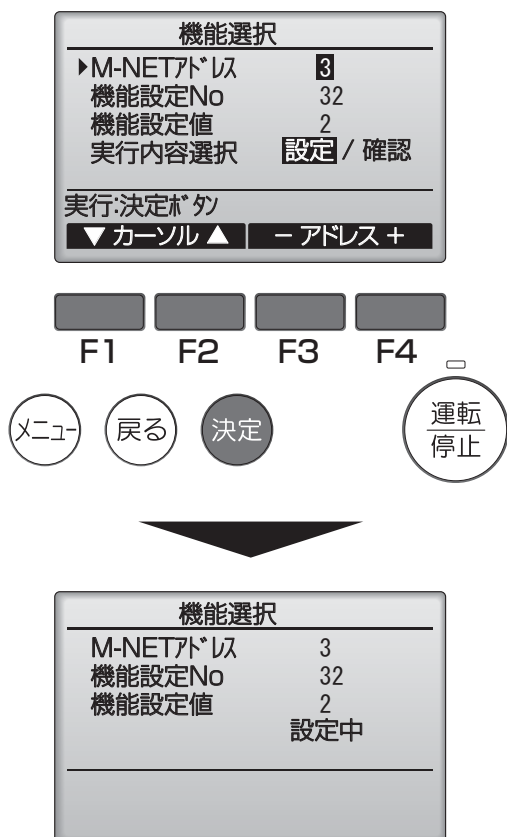 機能選択
▶M-NETアドレス 3
機能設定No 32
機能設定値 2
実行内容選択 設定 / 確認
実行:決定ボタン
▼ カーソル ▲ － アドレス ＋
F1 F2 F3 F4
メニュー 戻る 決定 運転
停止
機能選択
M-NETアドレス 3
機能設定No 32
機能設定値 2
設定中